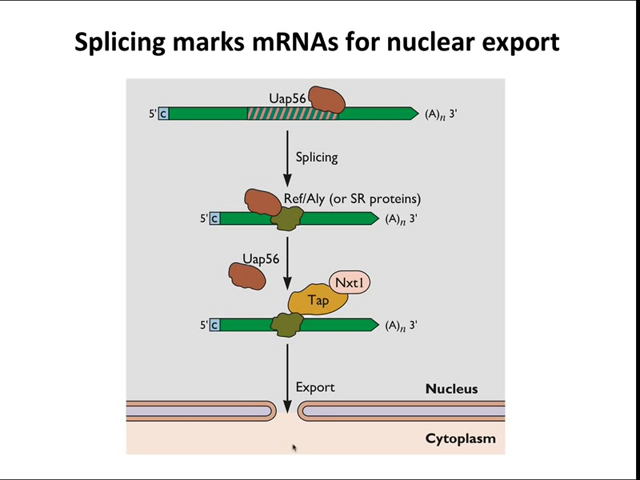 Splicing marks mRNAs for nuclear export
Uap56
5' c (A)n 3'
Splicing
Ref/Aly (or SR proteins)
5' c (A)n 3'
Uap56
Nxt1
Tap
5' c (A)n 3'
Export
Nucleus
Cytoplasm